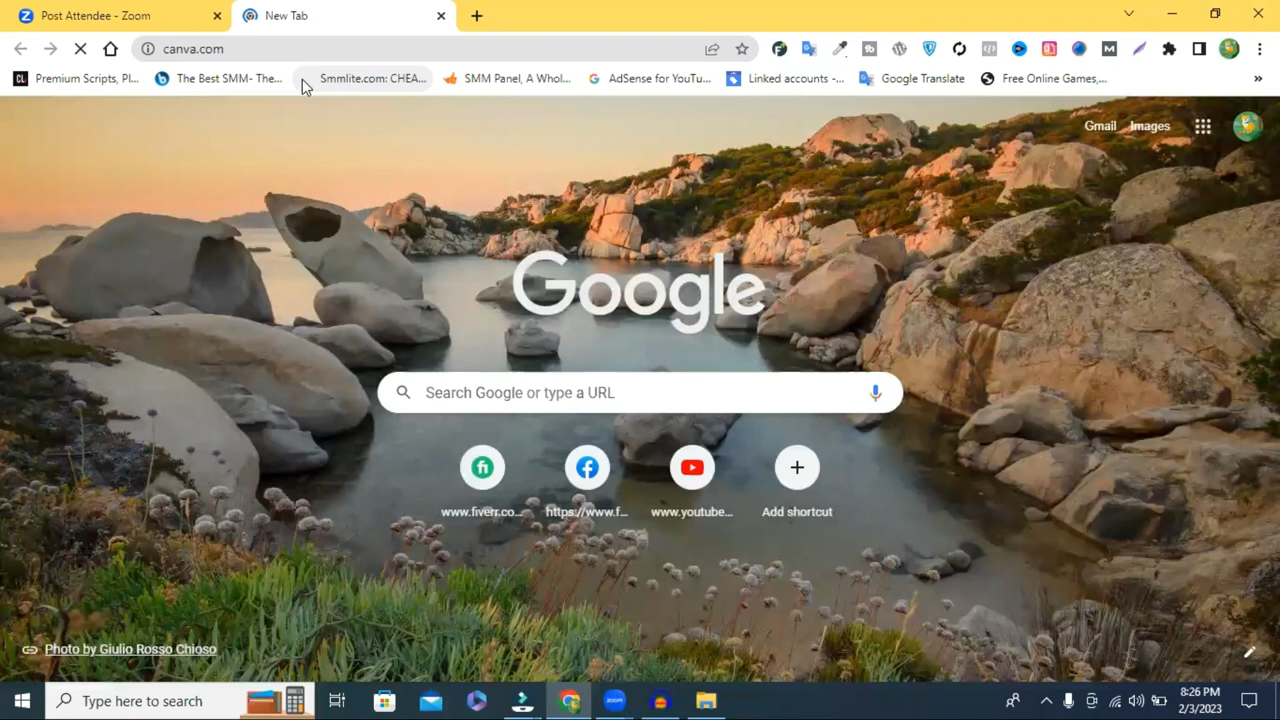 Post Attendee - Zoom
New Tab
canva.com
CL Premium Scripts, Pl...
The Best SMM- The...
Smmlite.com: CHEA...
SMM Panel, A Whol...
AdSense for YouTu...
Linked accounts -...
Google Translate
Free Online Games,...
Gmail Images
Google
Search Google or type a URL
www.fiverr.co...
https://www.f...
www.youtube...
Add shortcut
Photo by Giulio Rosso Chioso
Type here to search
zoom
8:26 PM
2/3/2023